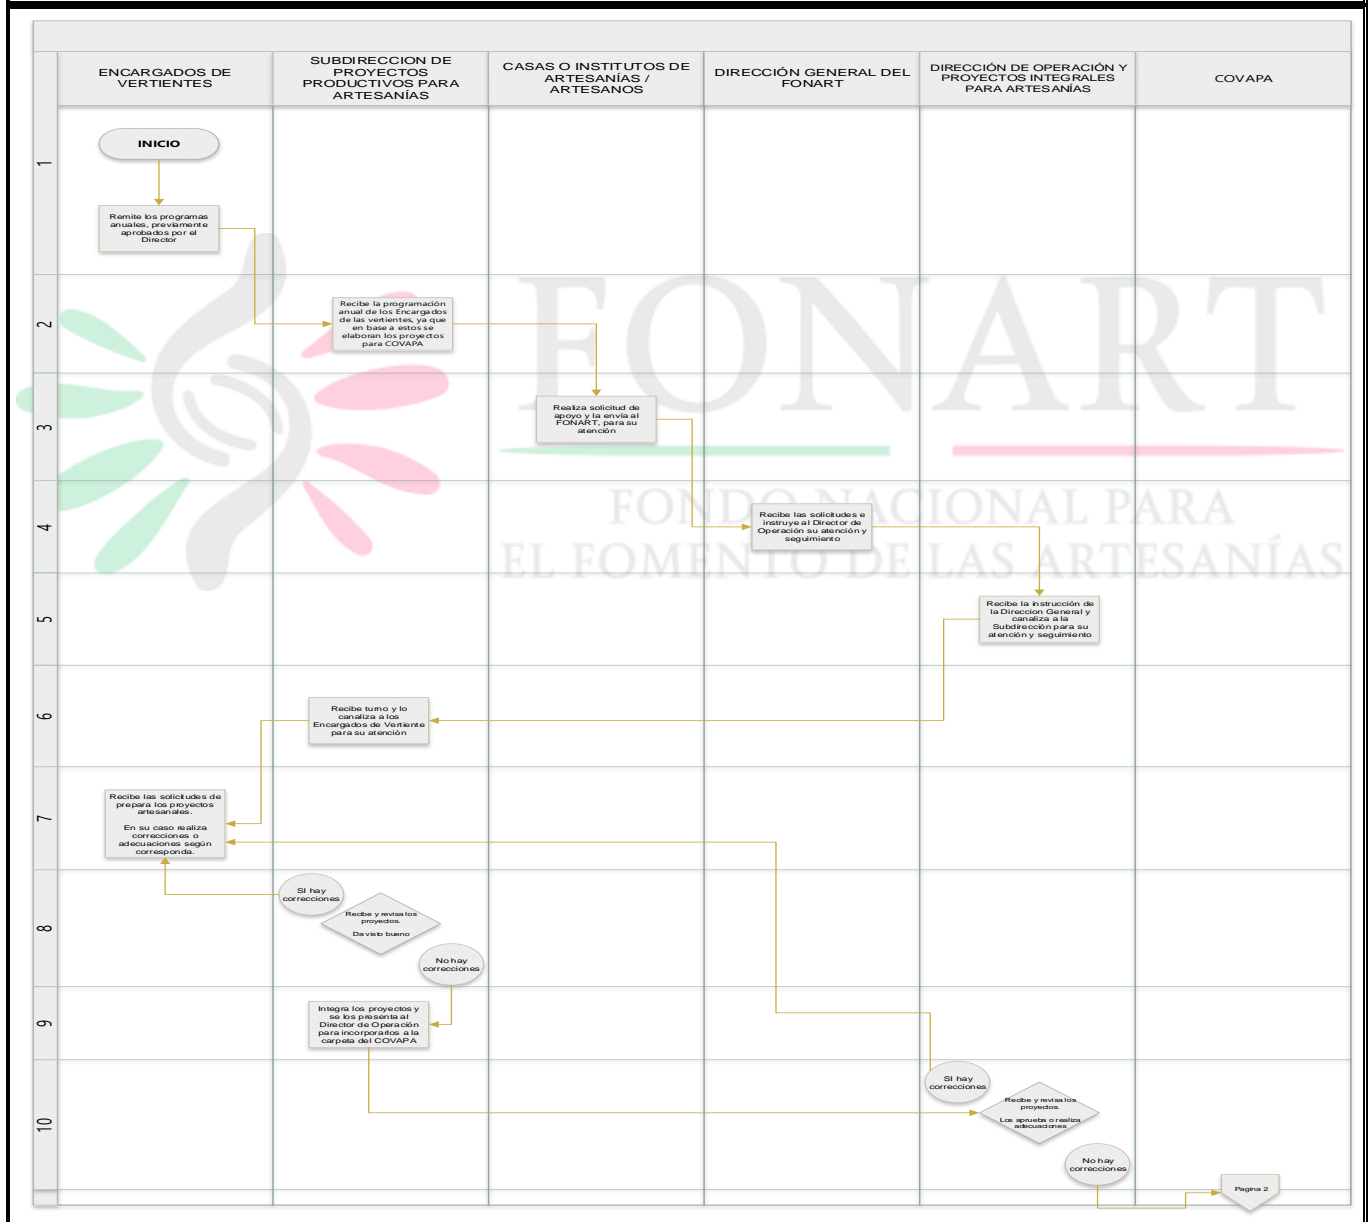 ENCARGADOS DE
VERTIENTES
SUBDIRECCION DE
PROYECTOS
PRODUCTIVOS PARA
ARTESANÍAS
CASAS O INSTITUTOS DE
ARTESANÍAS /
ARTESANOS
DIRECCIÓN GENERAL DEL
FONART
DIRECCIÓN DE OPERACIÓN Y
PROYECTOS INTEGRALES
PARA ARTESANÍAS
COVAPA
1
INICIO
Remite los programas
anuales, previamente
aprobados por el
Director
2
Recibe la programación
anual de los Encargados
de las vertientes, ya que
en base a estos se
elaboran los proyectos
para COVAPA
FONART
3
Realiza solicitud de
apoyo y la envía al
FONART, para su
atención
4
Recibe las solicitudes e
instruye al Director de
Operación su atención y
seguimiento
FONDO NACIONAL PARA
EL FOMENTO DE LAS ARTESANÍAS
5
Recibe la instrucción de
la Direccion General y
canaliza a la
Subdirección para su
atención y seguimiento
6
Recibe turno y lo
canaliza a los
Encargados de Vertiente
para su atención
7
Recibe las solicitudes de
prepara los proyectos
artesanales.
En su caso realiza
correcciones o
adecuaciones según
corresponda.
8
SI hay
correcciones
Recibe y revisa los
proyectos.
Da visto bueno
No hay
correcciones
9
Integra los proyectos y
se los presenta al
Director de Operación
para incorporarlos a la
carpeta del COVAPA
10
SI hay
correcciones
Recibe y revisa los
proyectos.
Los aprueba o realiza
adecuaciones
No hay
correcciones
Pagina 2